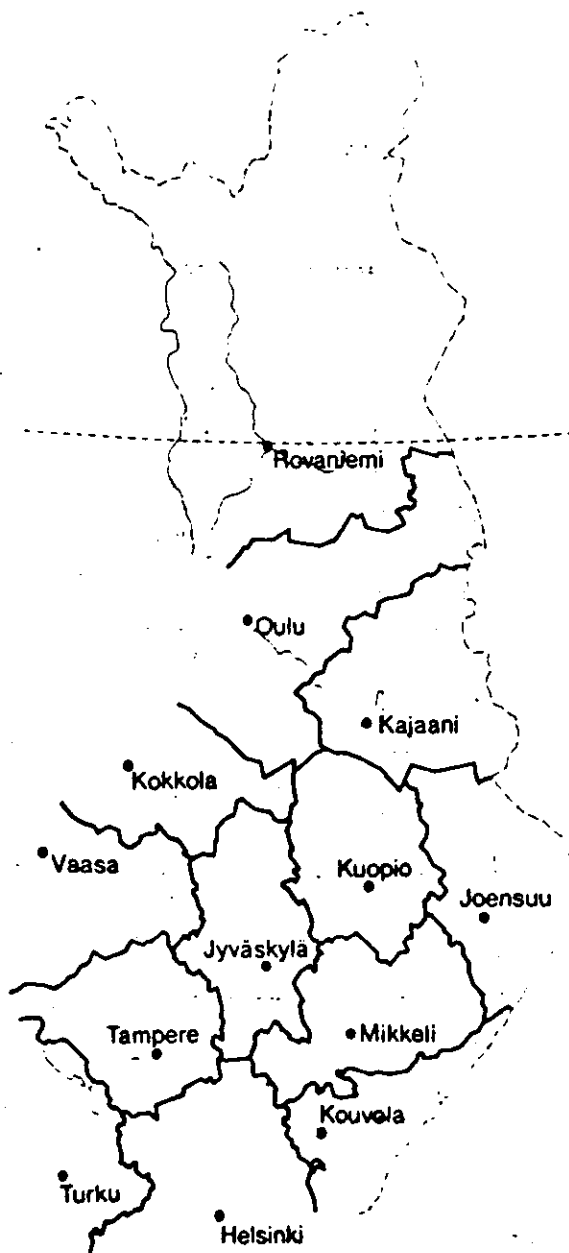 Rovaniemi
Oulu
Kajaani
Kokkola
Vaasa
Kuopio
Joensuu
Jyväskylä
Tampere
Mikkeli
Kouvola
Turku
Helsinki